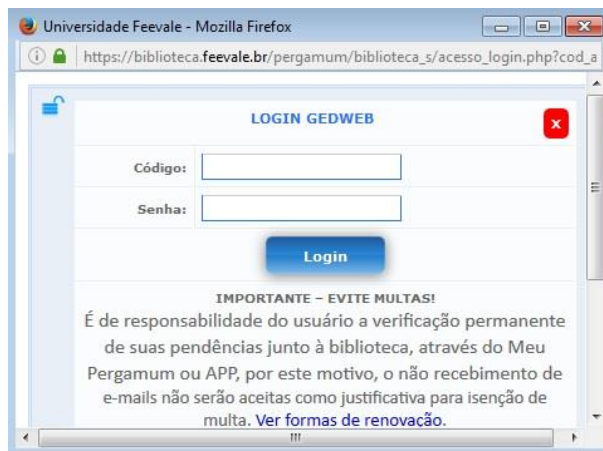 Universidade Feevale - Mozilla Firefox
https://biblioteca.feevale.br/pergamum/biblioteca_s/acesso_login.php?cod_a
LOGIN GEDWEB
x
Código:
Senha:
Login
IMPORTANTE – EVITE MULTAS!
É de responsabilidade do usuário a verificação permanente
de suas pendências junto à biblioteca, através do Meu
Pergamum ou APP, por este motivo, o não recebimento de
e-mails não serão aceitas como justificativa para isenção de
multa. Ver formas de renovação.